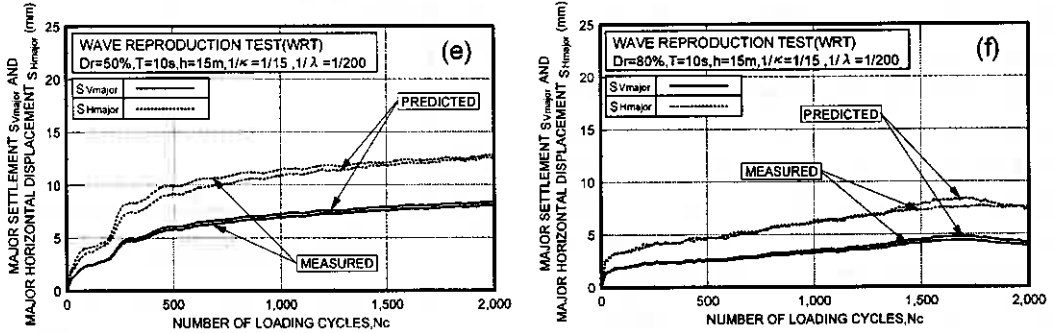 MAJOR SETTLEMENT SVmajor AND
MAJOR HORIZONTAL DISPLACEMENT SHmajor (mm)
25
20
15
10
5
0
WAVE REPRODUCTION TEST(WRT)
Dr=50%,T=10s,h=15m,1/κ=1/15 ,1/λ=1/200
(e)
SVmajor
SHmajor
PREDICTED
MEASURED
0
500
1,000
1,500
2,000
NUMBER OF LOADING CYCLES,Nc
MAJOR SETTLEMENT SVmajor AND
MAJOR HORIZONTAL DISPLACEMENT SHmajor (mm)
25
20
15
10
5
0
WAVE REPRODUCTION TEST(WRT)
Dr=80%,T=10s,h=15m,1/κ=1/15 ,1/λ=1/200
(f)
SVmajor
SHmajor
PREDICTED
MEASURED
0
500
1,000
1,500
2,000
NUMBER OF LOADING CYCLES,Nc